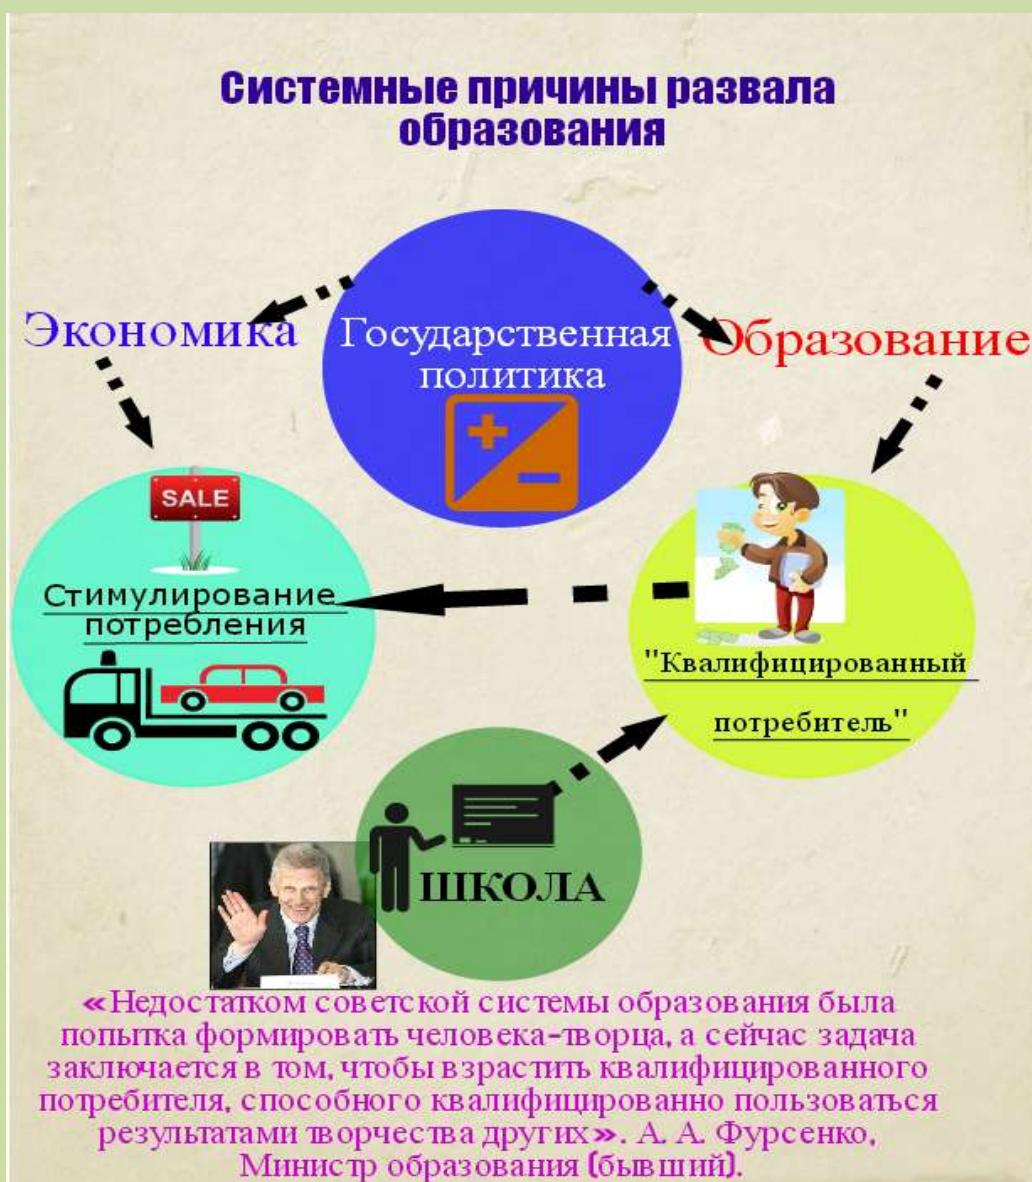 Системные причины развала
образования
Экономика
Государственная
политика
Образование
SALE
Стимулирование
потребления
"Квалифицированный
потребитель"
ШКОЛА
«Недостатком советской системы образования была
попытка формировать человека-творца, а сейчас задача
заключается в том, чтобы взрастить квалифицированного
потребителя, способного квалифицированно пользоваться
результатами творчества других». А. А. Фурсенко,
Министр образования (бывший).